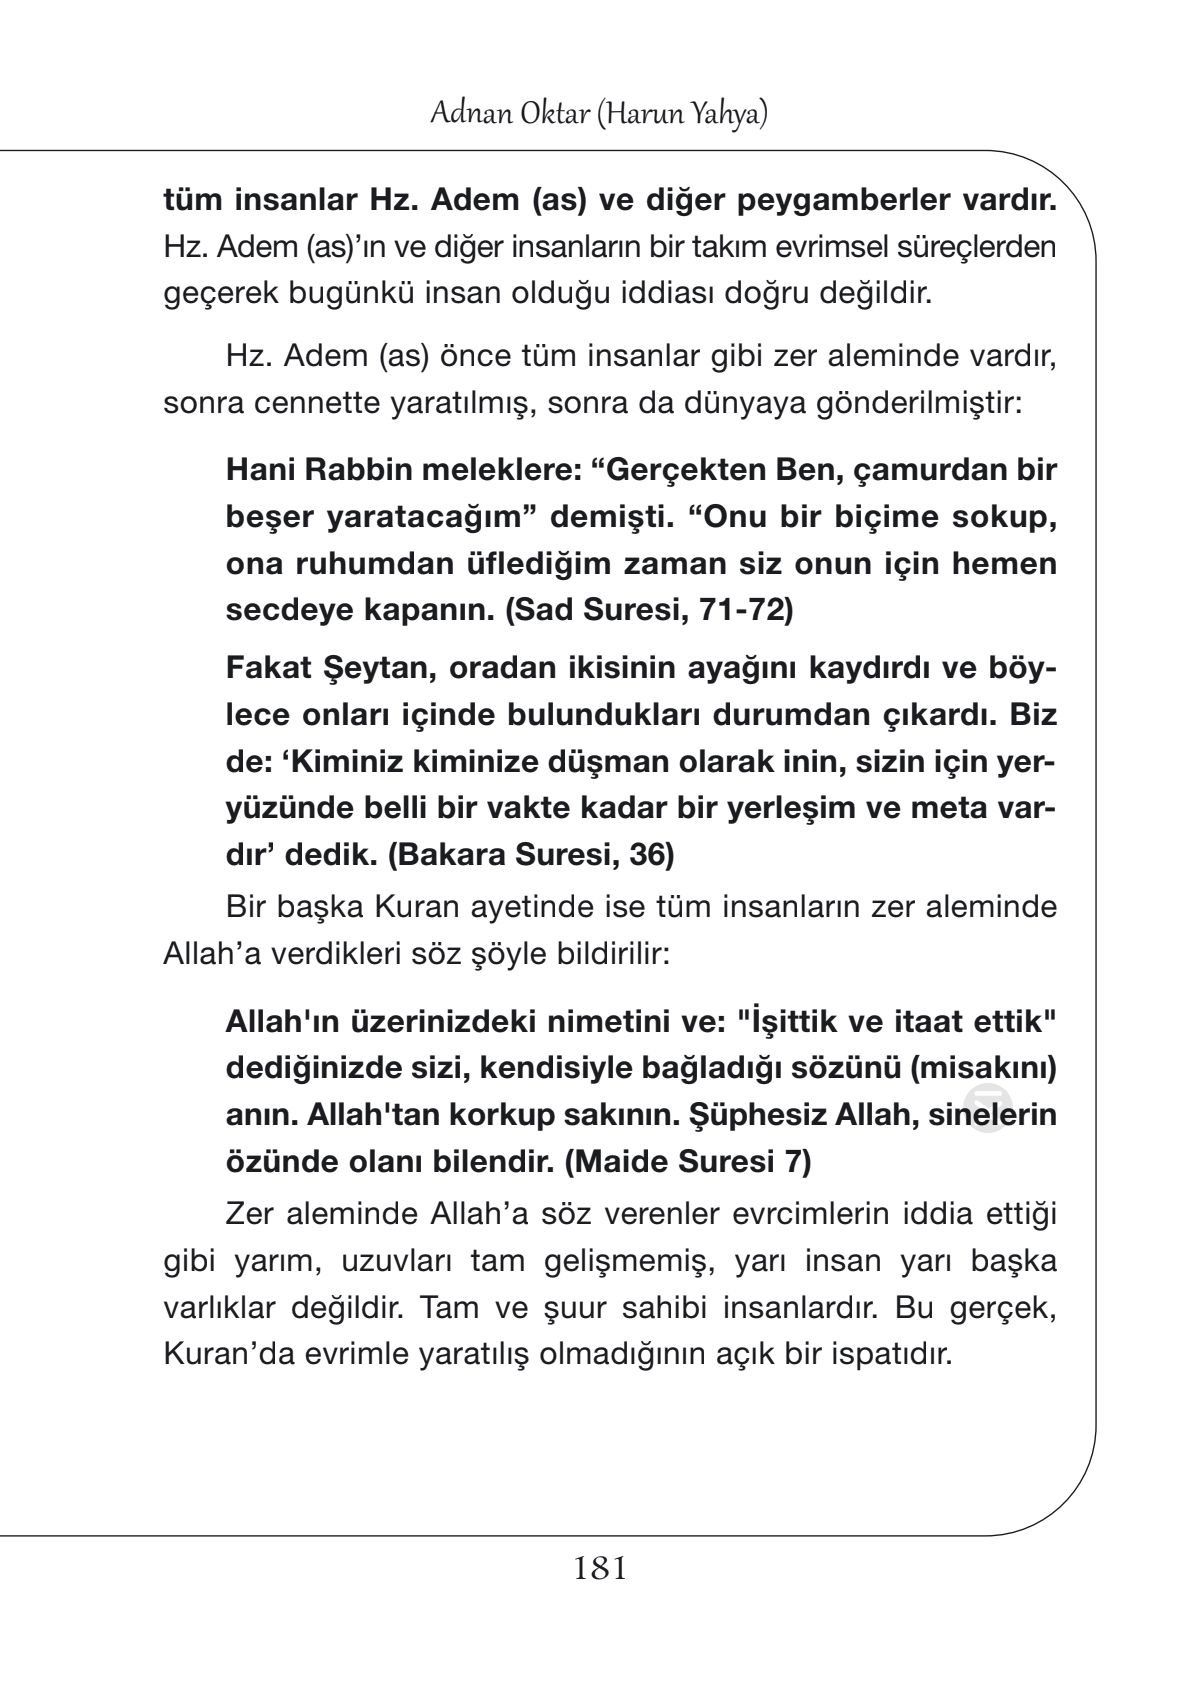 Adnan Oktar (Harun Yahya)
tüm insanlar Hz. Adem (as) ve diğer peygamberler vardır.
Hz. Adem (as)’ın ve diğer insanların bir takım evrimsel süreçlerden
geçerek bugünkü insan olduğu iddiası doğru değildir.
Hz. Adem (as) önce tüm insanlar gibi zer aleminde vardır,
sonra cennette yaratılmış, sonra da dünyaya gönderilmiştir:
Hani Rabbin meleklere: “Gerçekten Ben, çamurdan bir
beşer yaratacağım” demişti. “Onu bir biçime sokup,
ona ruhumdan üflediğim zaman siz onun için hemen
secdeye kapanın. (Sad Suresi, 71-72)
Fakat Şeytan, oradan ikisinin ayağını kaydırdı ve böy-
lece onları içinde bulundukları durumdan çıkardı. Biz
de: ‘Kiminiz kiminize düşman olarak inin, sizin için yer-
yüzünde belli bir vakte kadar bir yerleşim ve meta var-
dır’ dedik. (Bakara Suresi, 36)
Bir başka Kuran ayetinde ise tüm insanların zer aleminde
Allah’a verdikleri söz şöyle bildirilir:
Allah'ın üzerinizdeki nimetini ve: "İşittik ve itaat ettik"
dediğinizde sizi, kendisiyle bağladığı sözünü (misakını)
anın. Allah'tan korkup sakının. Şüphesiz Allah, sinelerin
özünde olanı bilendir. (Maide Suresi 7)
Zer aleminde Allah’a söz verenler evrcimlerin iddia ettiği
gibi yarım, uzuvları tam gelişmemiş, yarı insan yarı başka
varlıklar değildir. Tam ve şuur sahibi insanlardır. Bu gerçek,
Kuran’da evrimle yaratılış olmadığının açık bir ispatıdır.
181